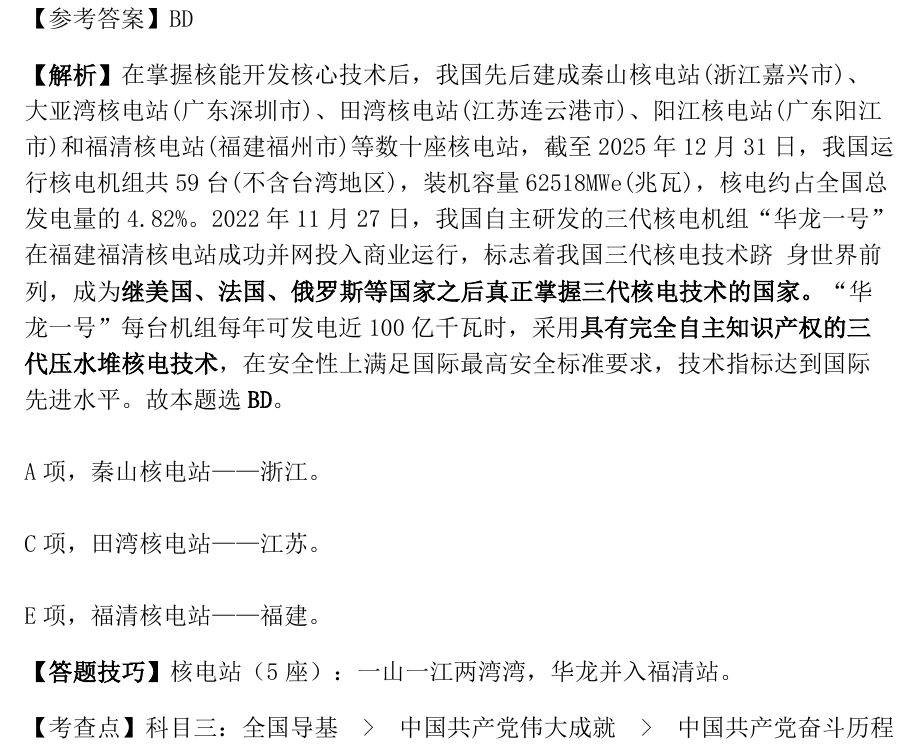 【参考答案】BD
【解析】在掌握核能开发核心技术后，我国先后建成秦山核电站(浙江嘉兴市)、
大亚湾核电站(广东深圳市)、田湾核电站(江苏连云港市)、阳江核电站(广东阳江
市)和福清核电站(福建福州市)等数十座核电站，截至 2025 年 12 月 31 日，我国运
行核电机组共 59 台(不含台湾地区)，装机容量 62518MWe(兆瓦)，核电约占全国总
发电量的 4.82%。2022 年 11 月 27 日，我国自主研发的三代核电机组“华龙一号”
在福建福清核电站成功并网投入商业运行，标志着我国三代核电技术跻 身世界前
列，成为继美国、法国、俄罗斯等国家之后真正掌握三代核电技术的国家。“华
龙一号”每台机组每年可发电近 100 亿千瓦时，采用具有完全自主知识产权的三
代压水堆核电技术，在安全性上满足国际最高安全标准要求，技术指标达到国际
先进水平。故本题选 BD。
A 项，秦山核电站——浙江。
C 项，田湾核电站——江苏。
E 项，福清核电站——福建。
【答题技巧】核电站（5 座）：一山一江两湾湾，华龙并入福清站。
【考查点】科目三：全国导基 > 中国共产党伟大成就 > 中国共产党奋斗历程